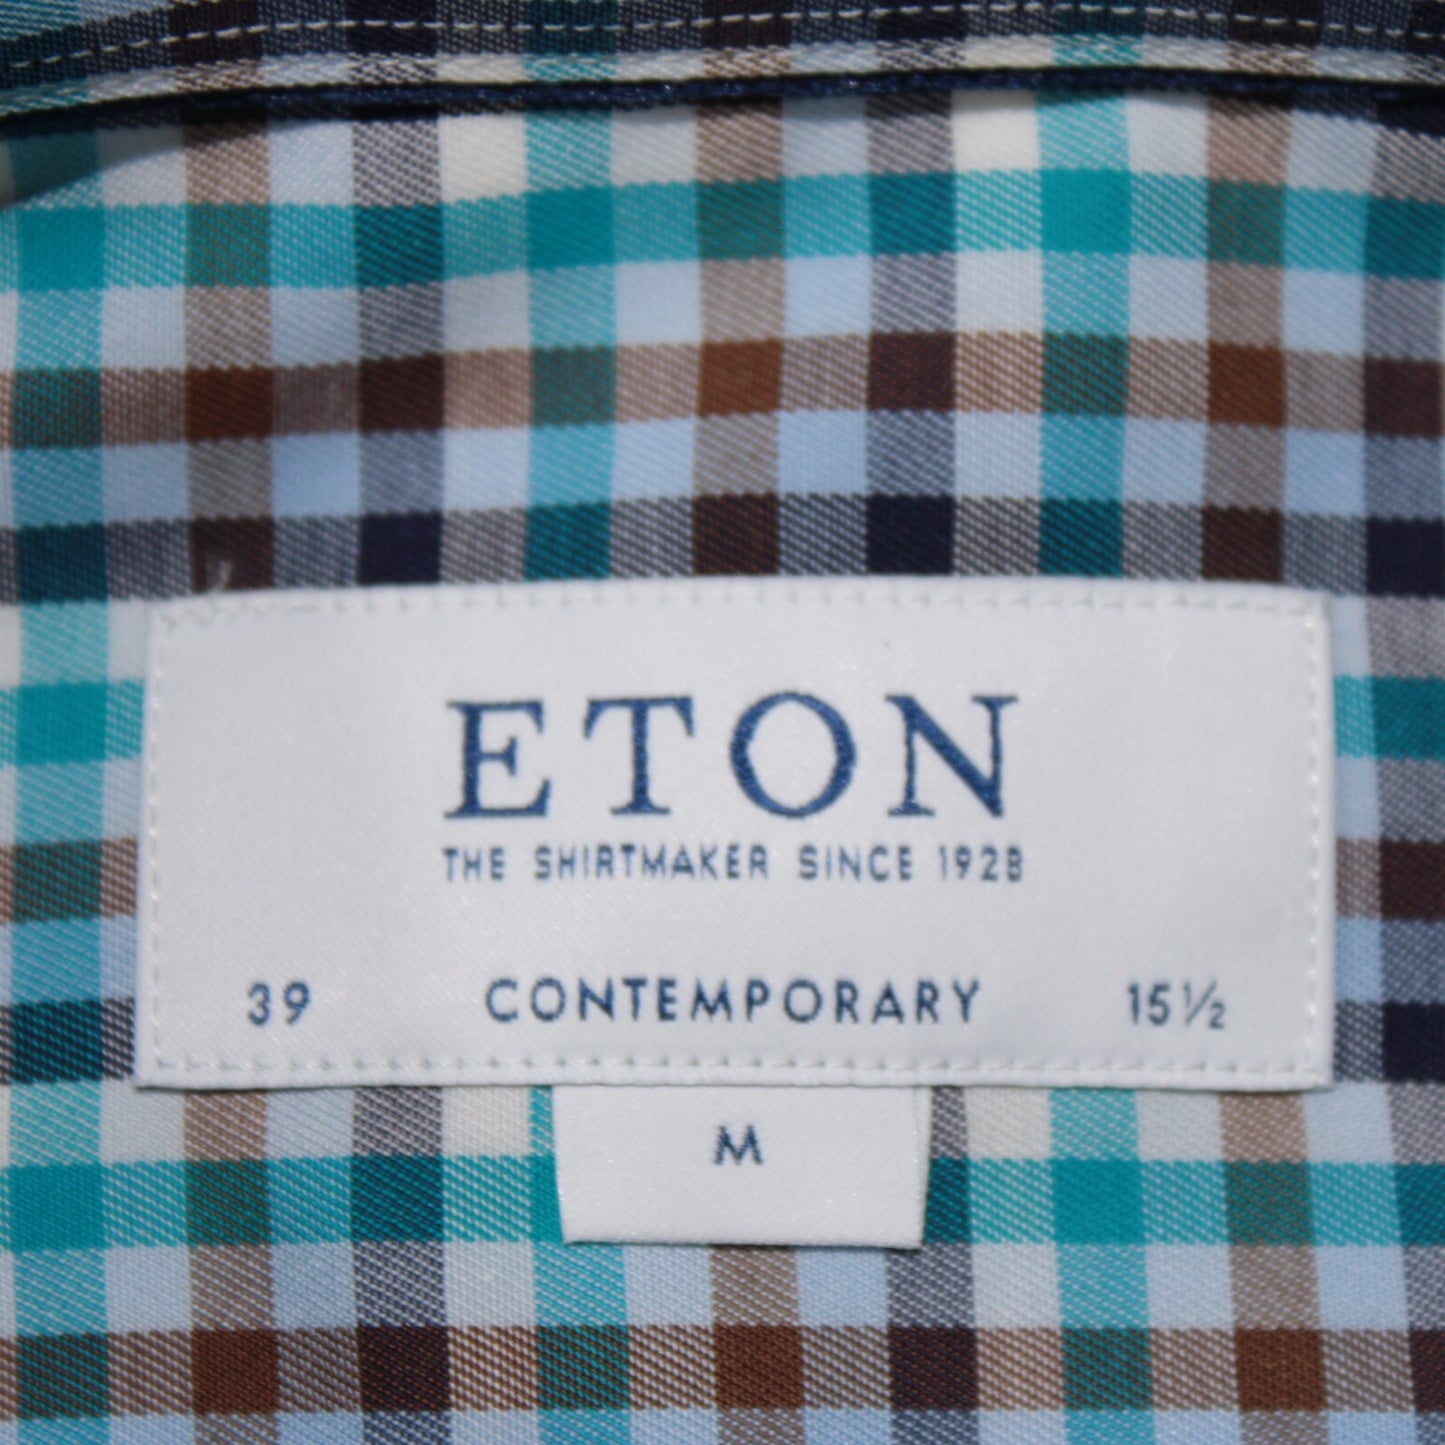 ETON
THE SHIRTMAKER SINCE 1928
39 CONTEMPORARY 15½
M